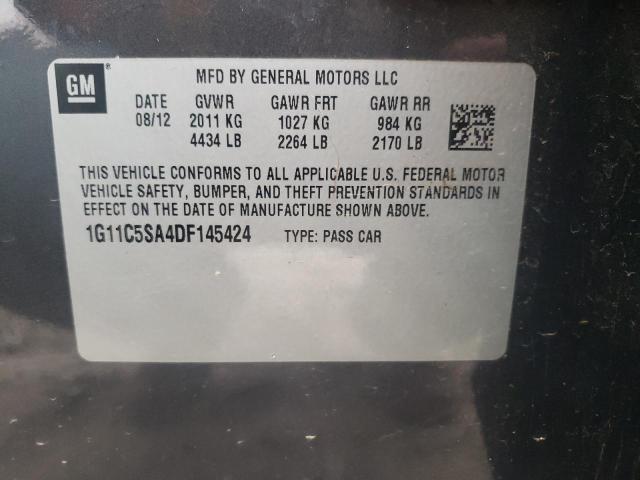 GM ® MFD BY GENERAL MOTORS LLC
DATE GVWR GAWR FRT GAWR RR
08/12 2011 KG 1027 KG 984 KG
4434 LB 2264 LB 2170 LB
THIS VEHICLE CONFORMS TO ALL APPLICABLE U.S. FEDERAL MOTOR
VEHICLE SAFETY, BUMPER, AND THEFT PREVENTION STANDARDS IN
EFFECT ON THE DATE OF MANUFACTURE SHOWN ABOVE.
1G11C5SA4DF145424 TYPE: PASS CAR